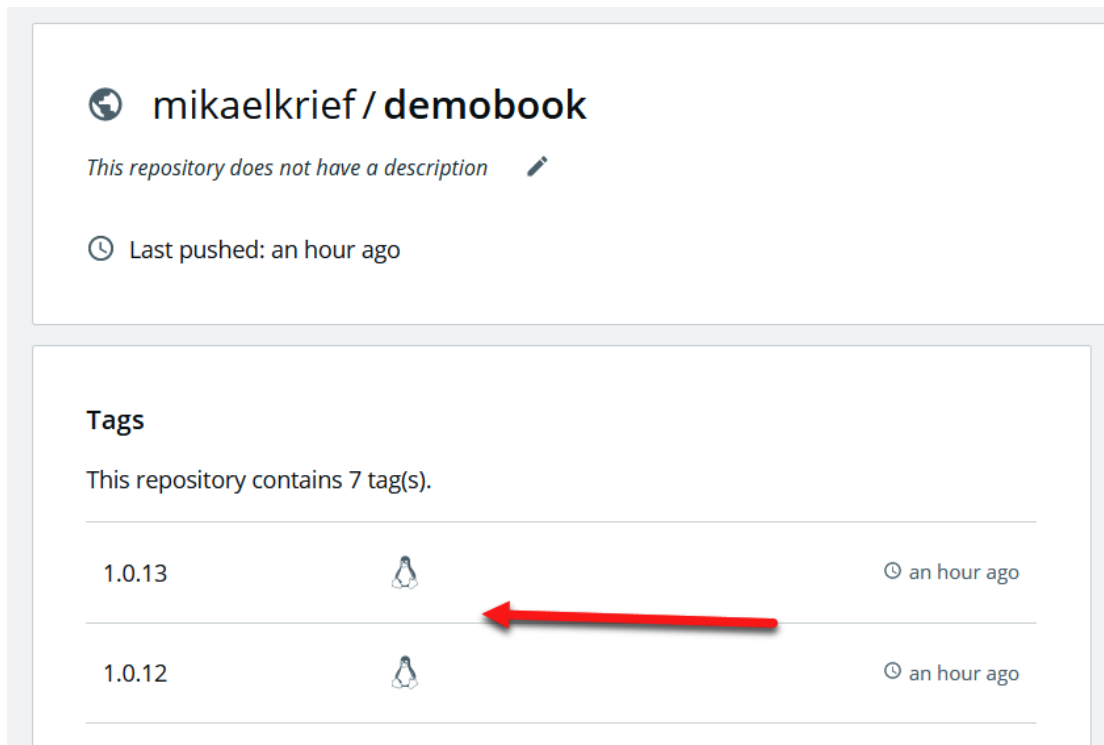 mikaelkrief / demobook
This repository does not have a description
Last pushed: an hour ago
Tags
This repository contains 7 tag(s).
1.0.13 an hour ago
1.0.12 an hour ago